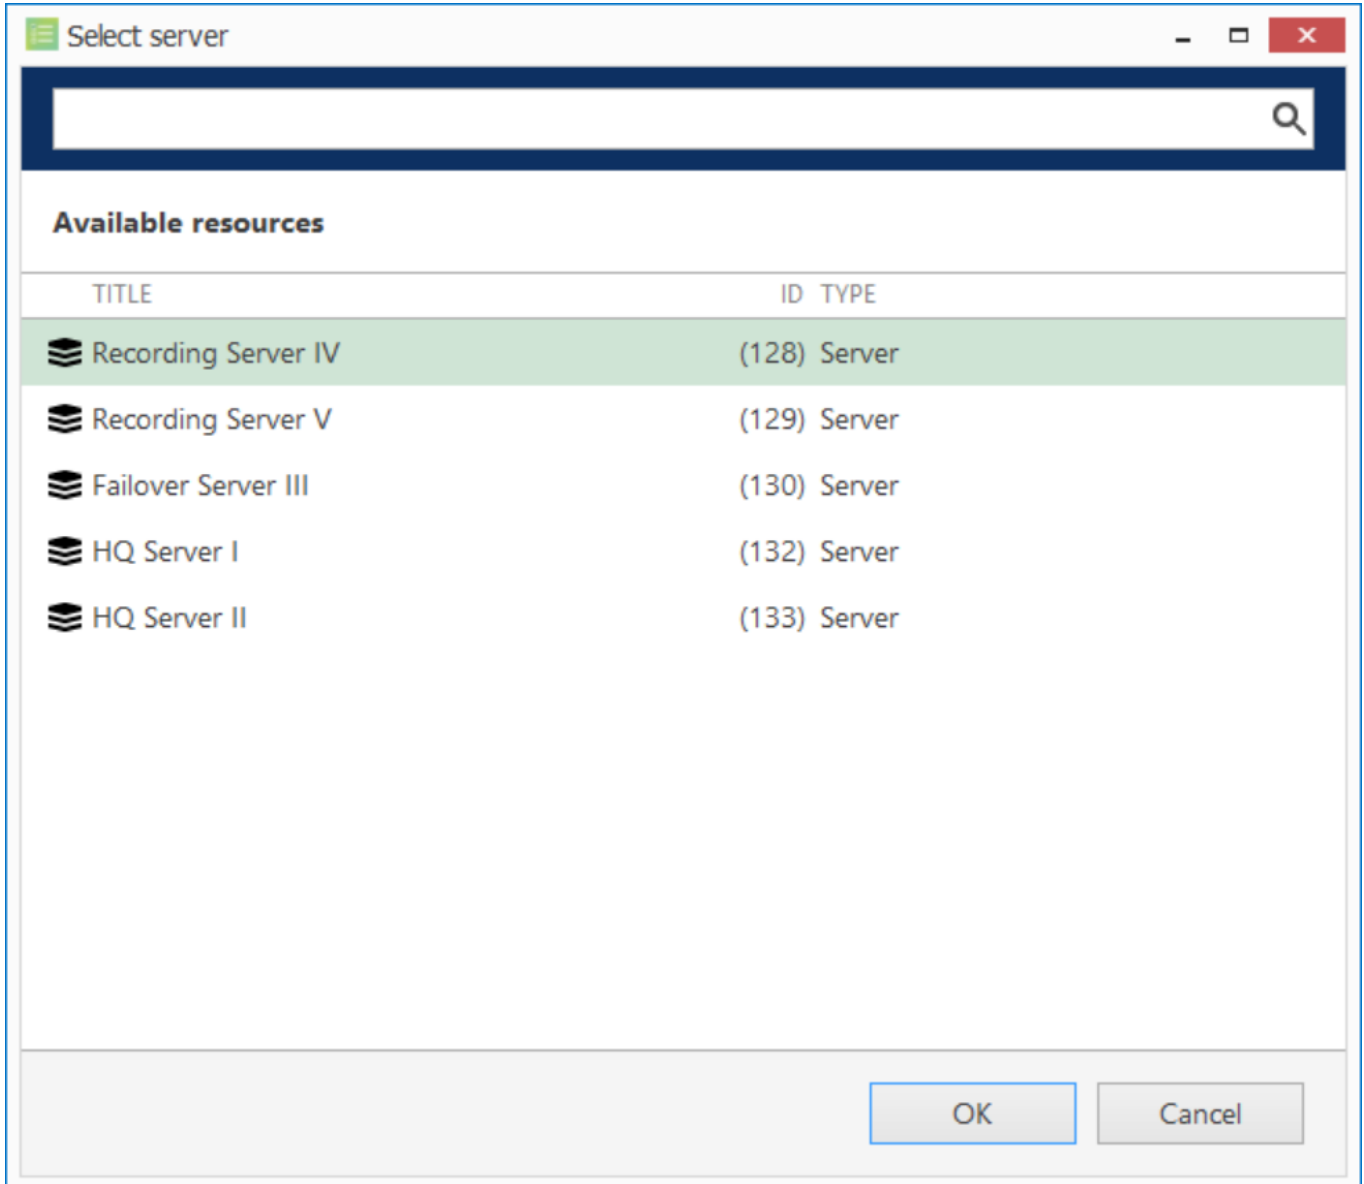 Select server
Available resources
TITLE ID TYPE
Recording Server IV (128) Server
Recording Server V (129) Server
Failover Server III (130) Server
HQ Server I (132) Server
HQ Server II (133) Server
OK Cancel